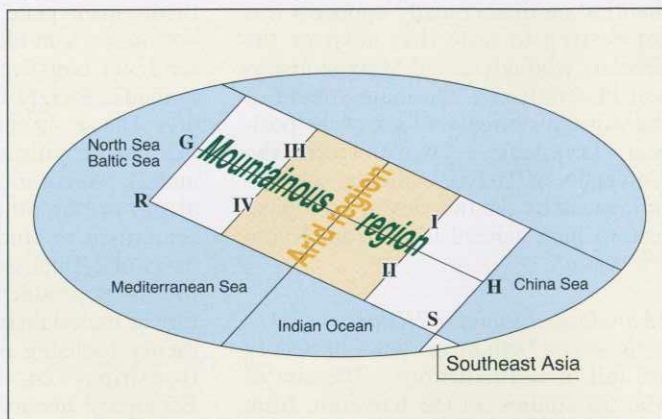 North Sea
Baltic Sea
G
III
Mountainous region
Arid region
R
IV
I
II
Mediterranean Sea
H
China Sea
Indian Ocean
S
Southeast Asia